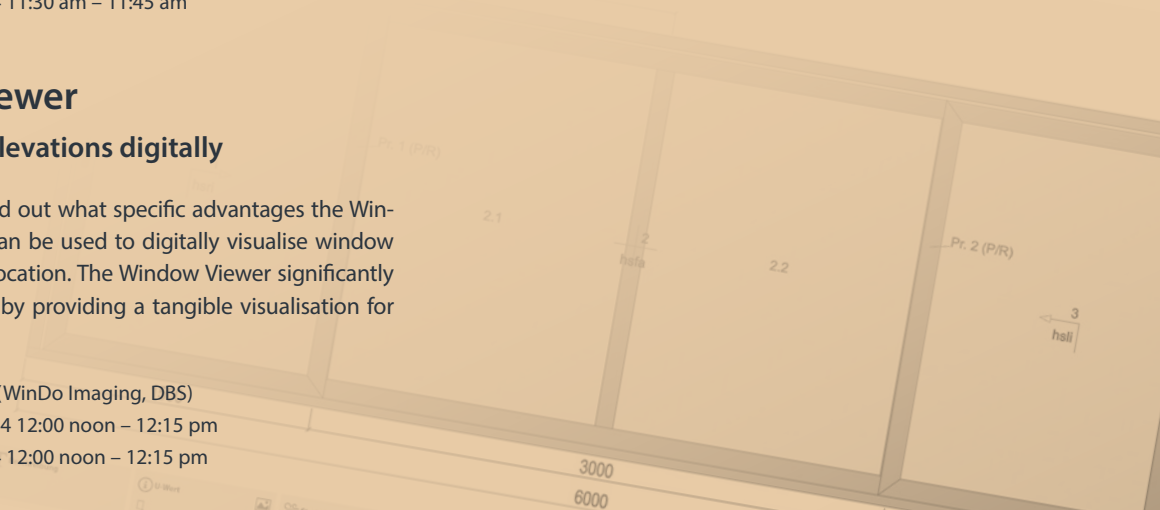 11:30 am – 11:45 am
ewer
levations digitally
d out what specific advantages the Win-
an be used to digitally visualise window
ocation. The Window Viewer significantly
by providing a tangible visualisation for
(WinDo Imaging, DBS)
4 12:00 noon – 12:15 pm
12:00 noon – 12:15 pm
Pr. 1 (P/R)
hsf
2.1
2
hsfa
2.2
Pr. 2 (P/R)
3
hsli
3000
6000
U-Wert